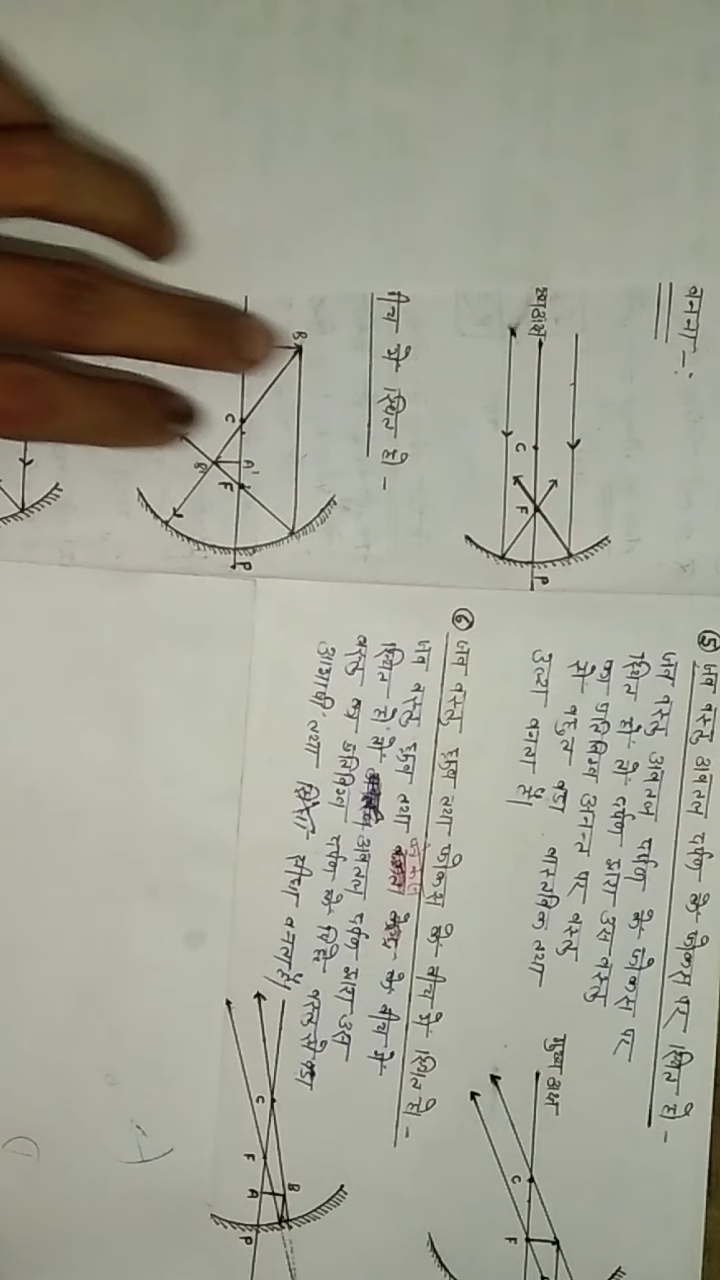 बनना -:
मुख्य अक्ष
C
F
P
बीच में स्थित हो -
B
C
A'
B'
F
P
⑤ जब वस्तु अवतल दर्पण के फोकस पर स्थित हो -
जब वस्तु अवतल दर्पण के फोकस पर
स्थित हो तो दर्पण द्वारा उस वस्तु
का प्रतिबिम्ब अनन्त पर वस्तु
से बहुत बड़ा वास्तविक तथा
उल्टा बनता है।
मुख्य अक्ष
C
F
⑥ जब वस्तु ध्रुव तथा फोकस के बीच में स्थित हो -
जब वस्तु ध्रुव तथा फोकस के बीच में
स्थित हो तो अवतल दर्पण द्वारा उस
वस्तु का प्रतिबिम्ब दर्पण के पिछे वस्तु से बड़ा
आभाषी तथा सीधा बनता है।
C
F
A
B
P